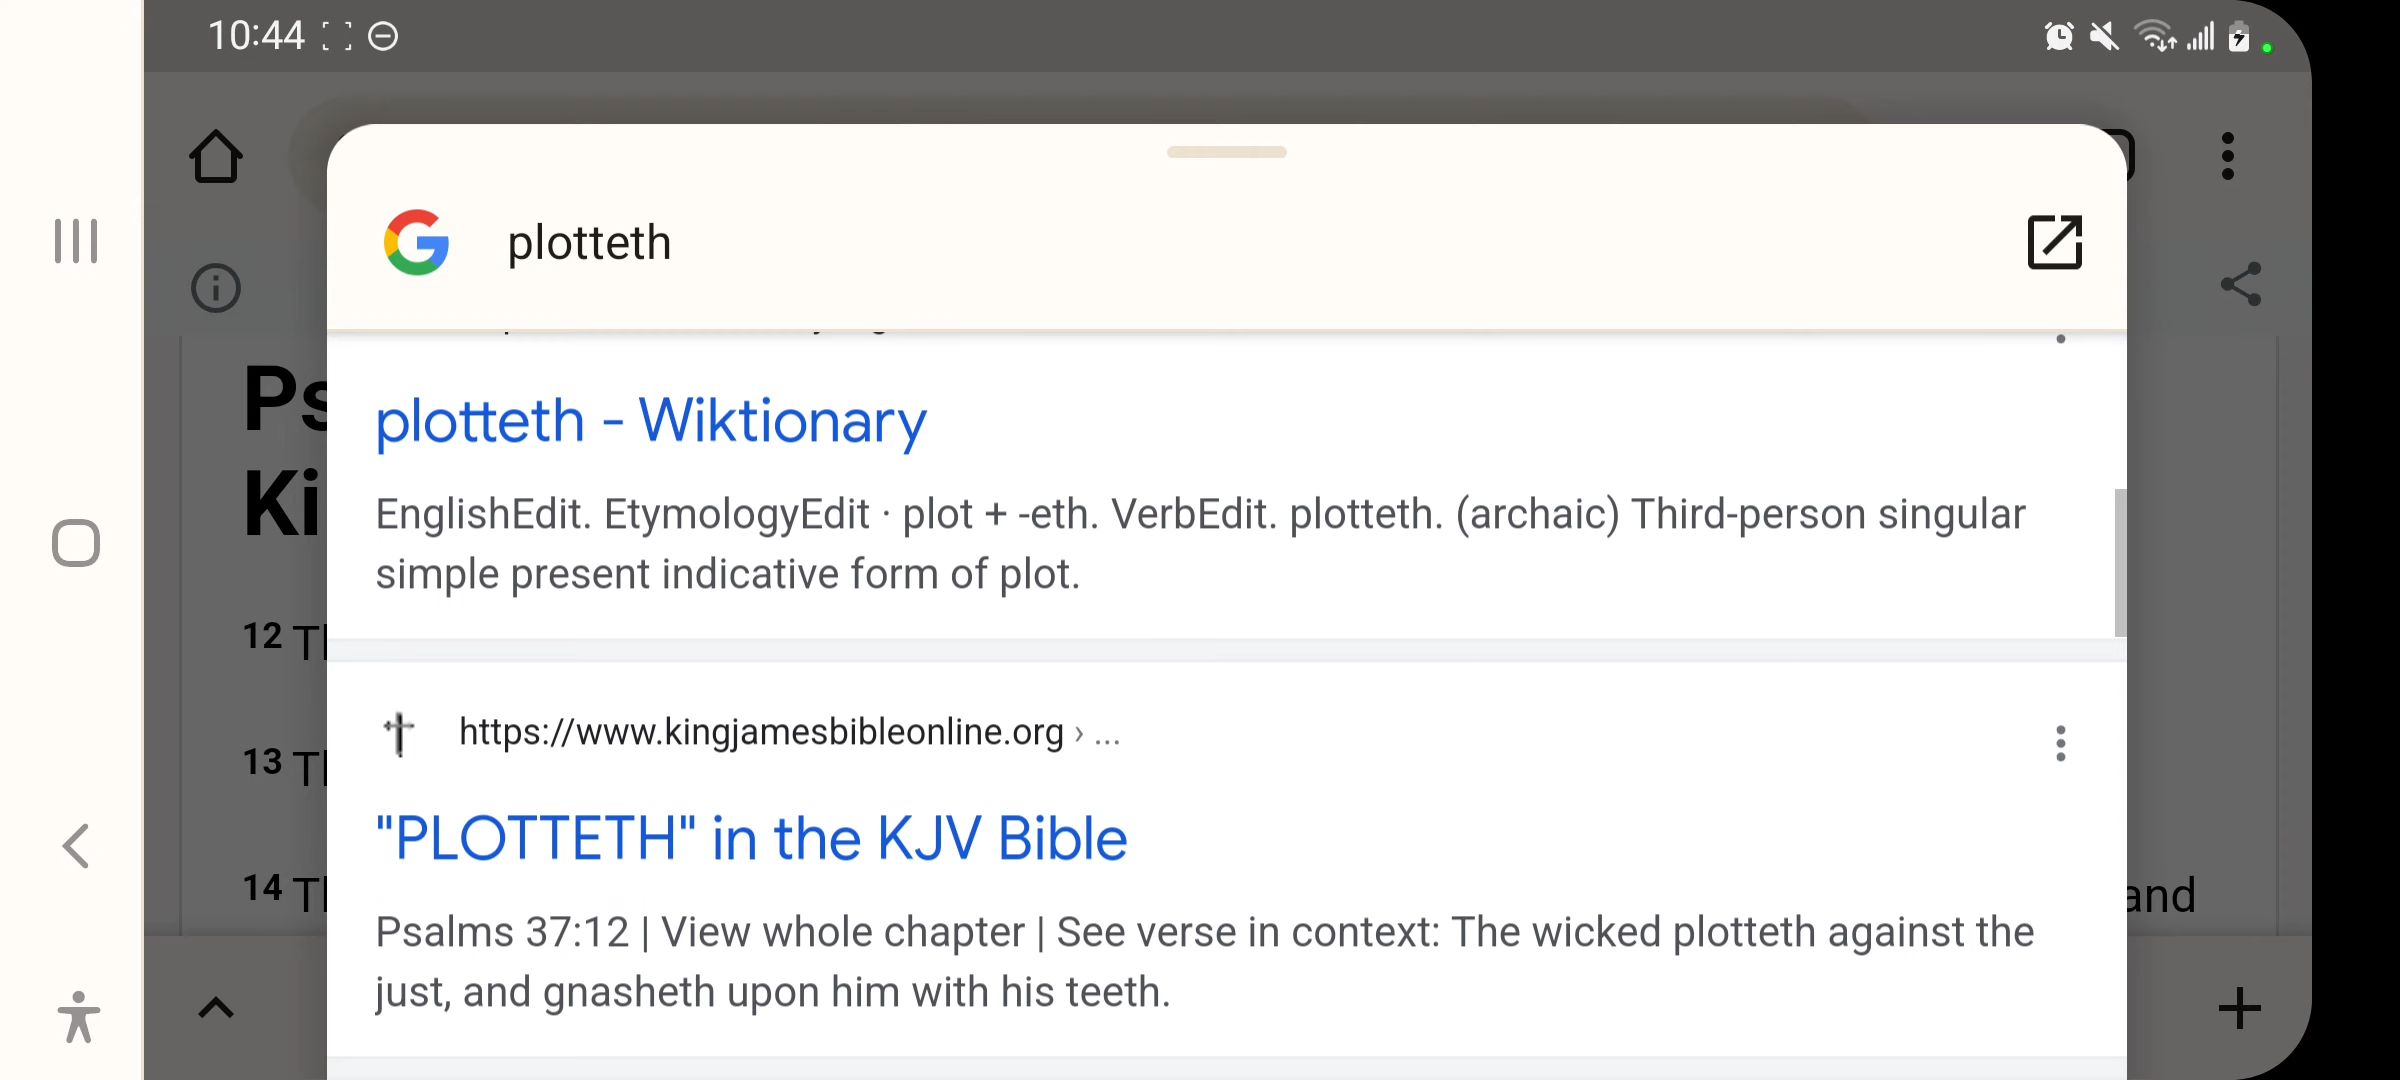 10:44
plotteth
plotteth - Wiktionary
EnglishEdit. EtymologyEdit · plot + -eth. VerbEdit. plotteth. (archaic) Third-person singular
simple present indicative form of plot.
https://www.kingjamesbibleonline.org › ...
"PLOTTETH" in the KJV Bible
Psalms 37:12 | View whole chapter | See verse in context: The wicked plotteth against the
just, and gnasheth upon him with his teeth.
Ps
Ki
12
13
14
and